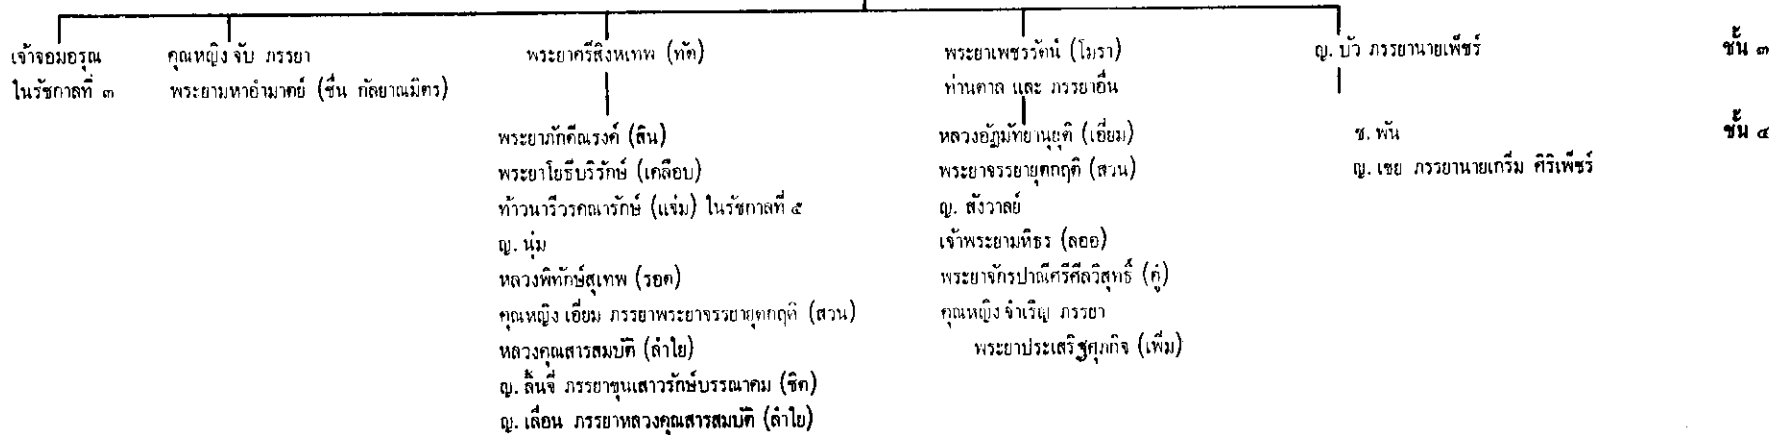 เจ้าจอมอรุณ
ในรัชกาลที่ ๓
คุณหญิง จับ ภรรยา
พระยามหาอำมาตย์ (ชื่น กัลยาณมิตร)
พระยาศรีสิงหเทพ (ทัด)
พระยาเพชรรัตน์ (โมรา)
ท่านตาล และ ภรรยาอื่น
ญ. บัว ภรรยานายเพ็ชร์
ชั้น ๓
พระยาภักดีณรงค์ (สิน)
พระยาโยธีบริรักษ์ (เคลือบ)
ท้าวนารีวรคณารักษ์ (แจ่ม) ในรัชกาลที่ ๕
ญ. นุ่ม
หลวงพิทักษ์สุเทพ (รอด)
คุณหญิง เอี่ยม ภรรยาพระยาจรรยายุตกฤติ (สวน)
หลวงคุณสารสมบัติ (ลำใย)
ญ. ลิ้นจี่ ภรรยาขุนเสาวรักษ์บรรณาคม (ชิต)
ญ. เลื่อน ภรรยาหลวงคุณสารสมบัติ (ลำใย)
หลวงอัฎมัทยานุยุติ (เอี่ยม)
พระยาจรรยายุตกฤติ (สวน)
ญ. สังวาลย์
เจ้าพระยามหิธร (ลออ)
พระยาจักรปาณีศรีศีลวิสุทธิ์ (คู่)
คุณหญิง จำเริญ ภรรยา
พระยาประเสริฐศุภกิจ (เพิ่ม)
ช. พัน
ญ. เชย ภรรยานายเกริ่ม ศิริเพ็ชร์
ชั้น ๔